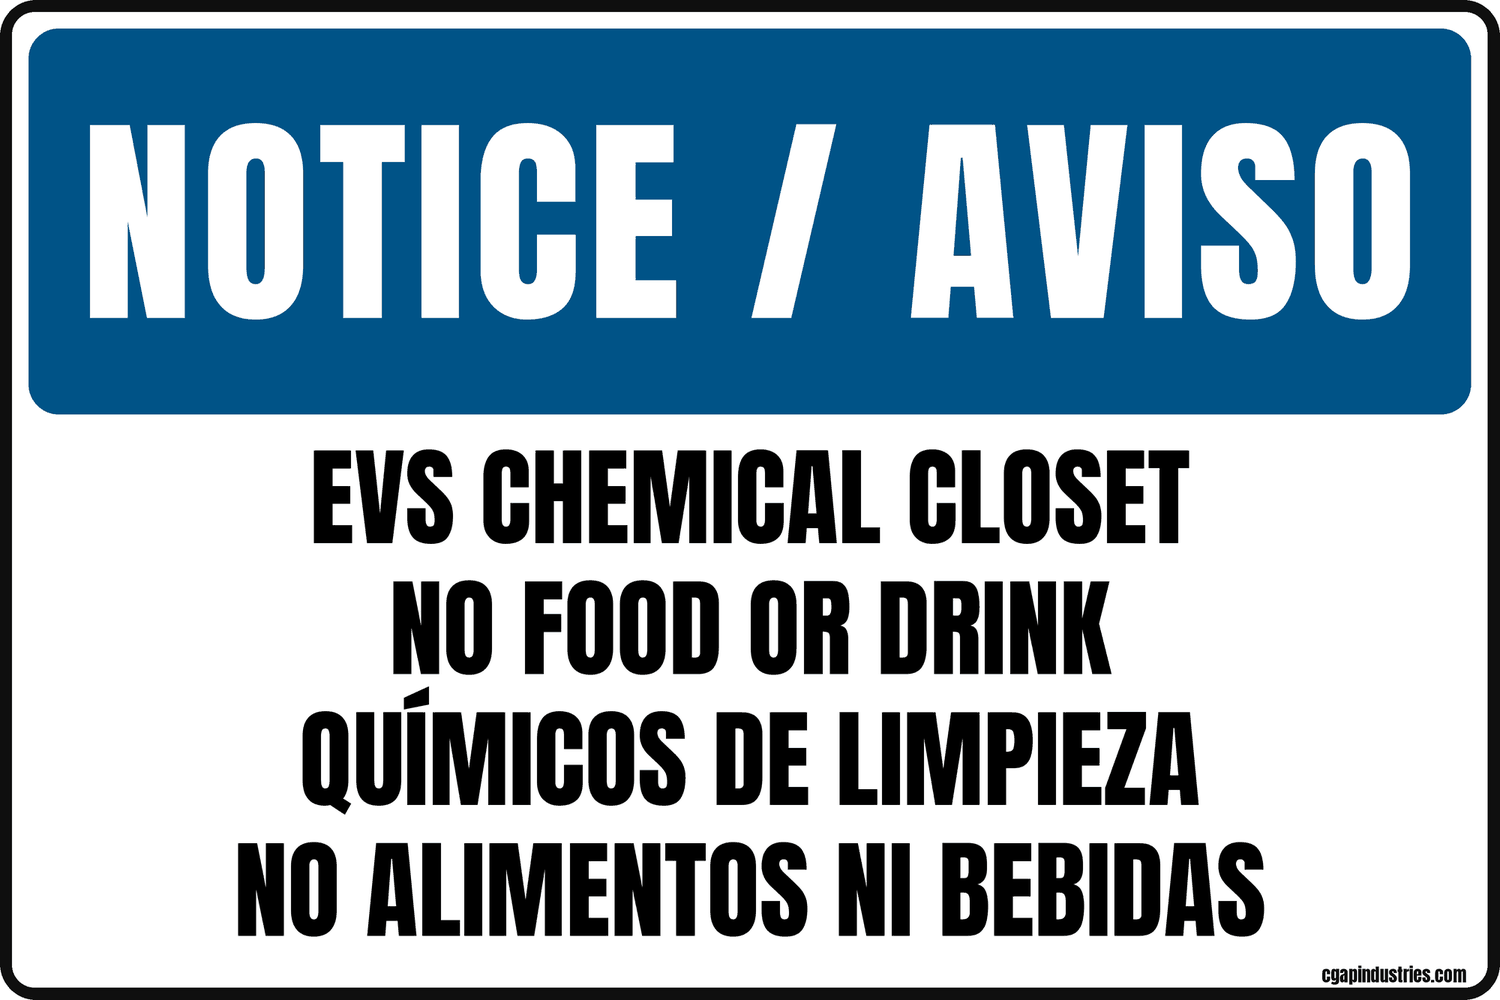 NOTICE / AVISO
EVS CHEMICAL CLOSET
NO FOOD OR DRINK
QUÍMICOS DE LIMPIEZA
NO ALIMENTOS NI BEBIDAS
cgapindustries.com